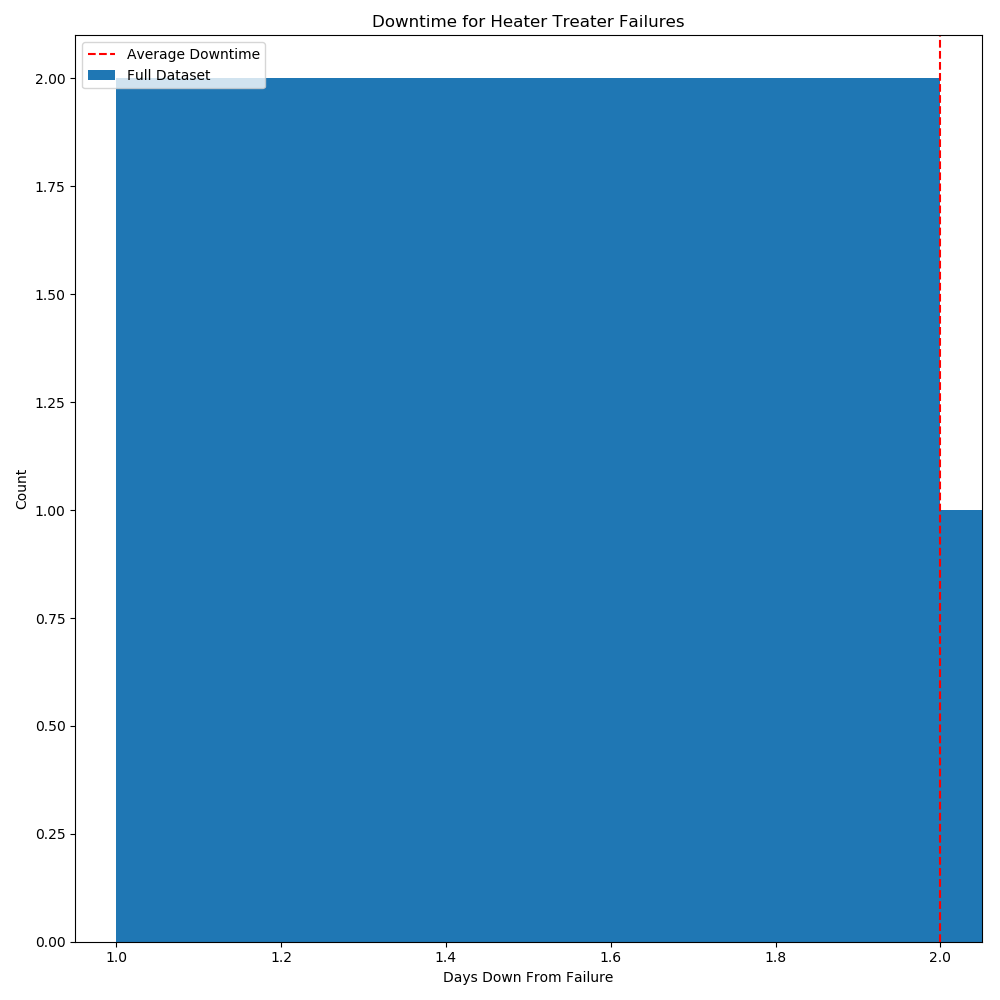 Downtime for Heater Treater Failures
Average Downtime
Full Dataset
2.00
1.75
1.50
1.25
1.00
0.75
0.50
0.25
0.00
Count
1.0 1.2 1.4 1.6 1.8 2.0
Days Down From Failure